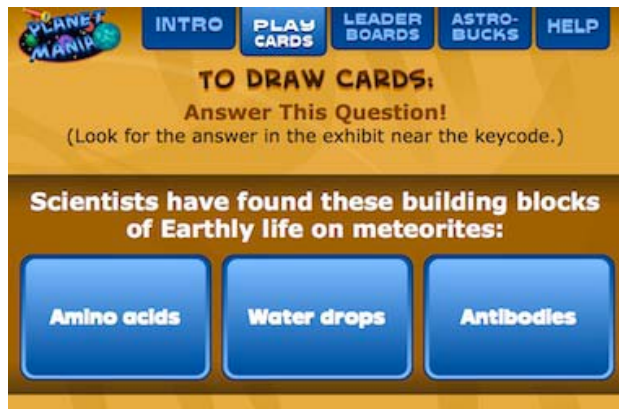 PLANET MANIA
INTRO
PLAY CARDS
LEADER BOARDS
ASTRO-BUCKS
HELP
TO DRAW CARDS:
Answer This Question!
(Look for the answer in the exhibit near the keycode.)
Scientists have found these building blocks
of Earthly life on meteorites:
Amino acids
Water drops
Antibodies